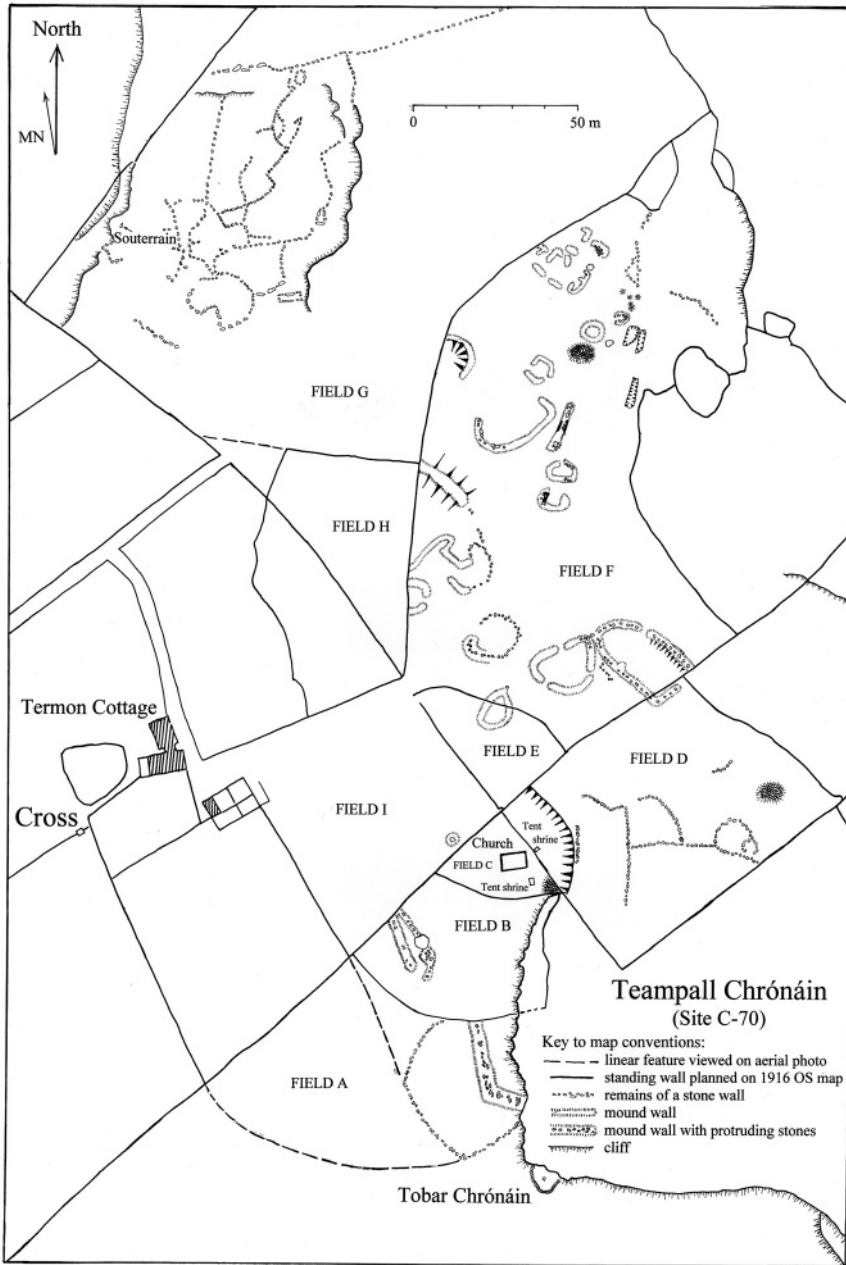 North
MN
0
50 m
Souterrain
FIELD G
FIELD H
FIELD F
Termon Cottage
FIELD E
FIELD D
Cross
FIELD I
Tent
shrine
Church
FIELD C
Tent shrine
FIELD B
Teampall Chrónáin
(Site C-70)
Key to map conventions:
linear feature viewed on aerial photo
standing wall planned on 1916 OS map
remains of a stone wall
mound wall
mound wall with protruding stones
cliff
FIELD A
Tobar Chrónáin